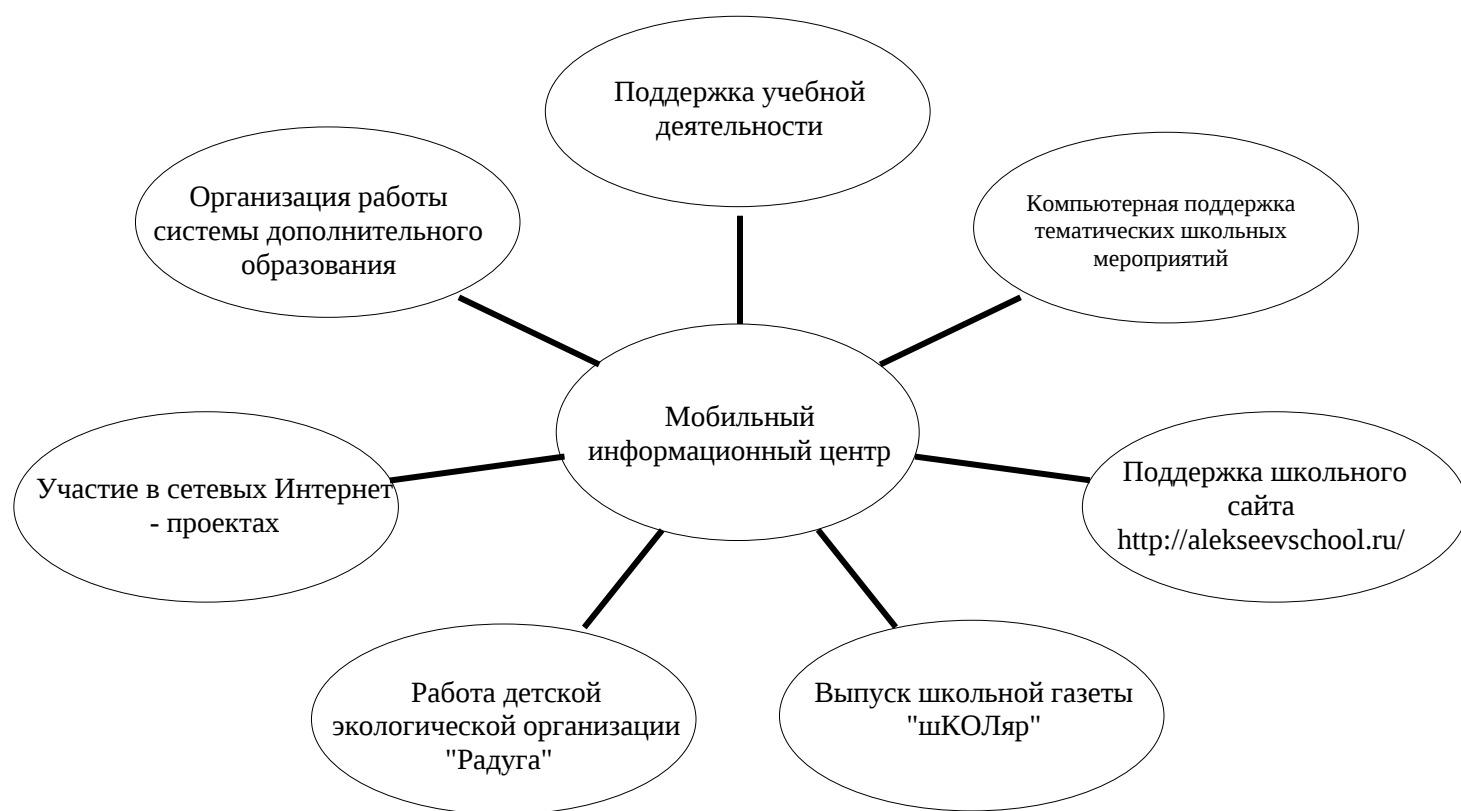 Поддержка учебной
деятельности
Организация работы
системы дополнительного
образования
Компьютерная поддержка
тематических школьных
мероприятий
Мобильный
информационный центр
Участие в сетевых Интернет
- проектах
Поддержка школьного
сайта
http://alekseevschool.ru/
Работа детской
экологической организации
"Радуга"
Выпуск школьной газеты
"шКОЛяр"